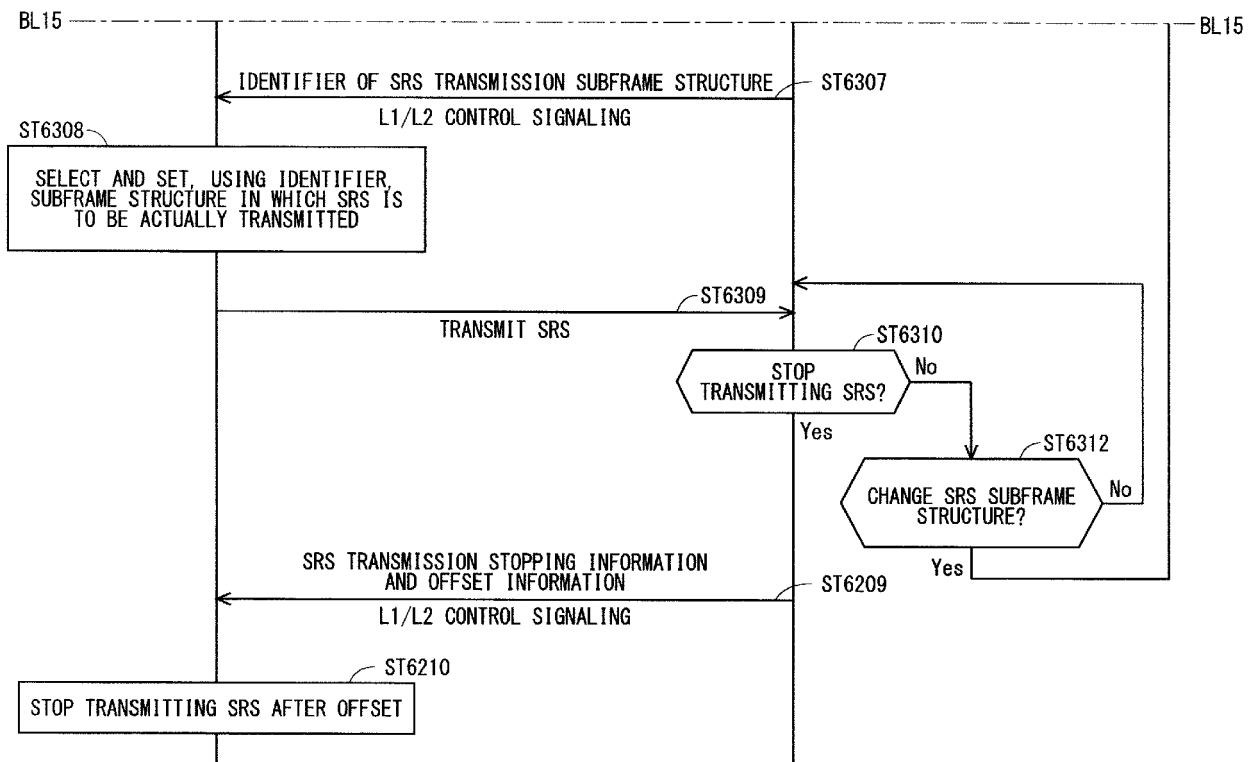 BL15
BL15
IDENTIFIER OF SRS TRANSMISSION SUBFRAME STRUCTURE
ST6307
L1/L2 CONTROL SIGNALING
ST6308
SELECT AND SET, USING IDENTIFIER,
SUBFRAME STRUCTURE IN WHICH SRS IS
TO BE ACTUALLY TRANSMITTED
ST6309
TRANSMIT SRS
ST6310
STOP
TRANSMITTING SRS?
No
Yes
ST6312
CHANGE SRS SUBFRAME
STRUCTURE?
No
Yes
SRS TRANSMISSION STOPPING INFORMATION
AND OFFSET INFORMATION
ST6209
L1/L2 CONTROL SIGNALING
ST6210
STOP TRANSMITTING SRS AFTER OFFSET